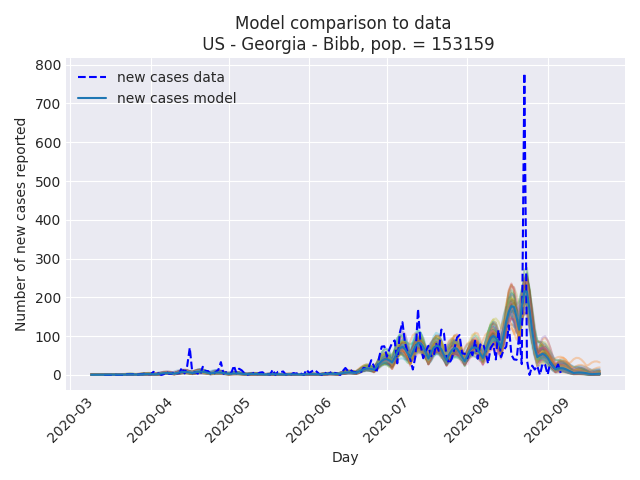 Model comparison to data
US - Georgia - Bibb, pop. = 153159
new cases data
new cases model
Number of new cases reported
800
700
600
500
400
300
200
100
0
2020-03
2020-04
2020-05
2020-06
2020-07
2020-08
2020-09
Day